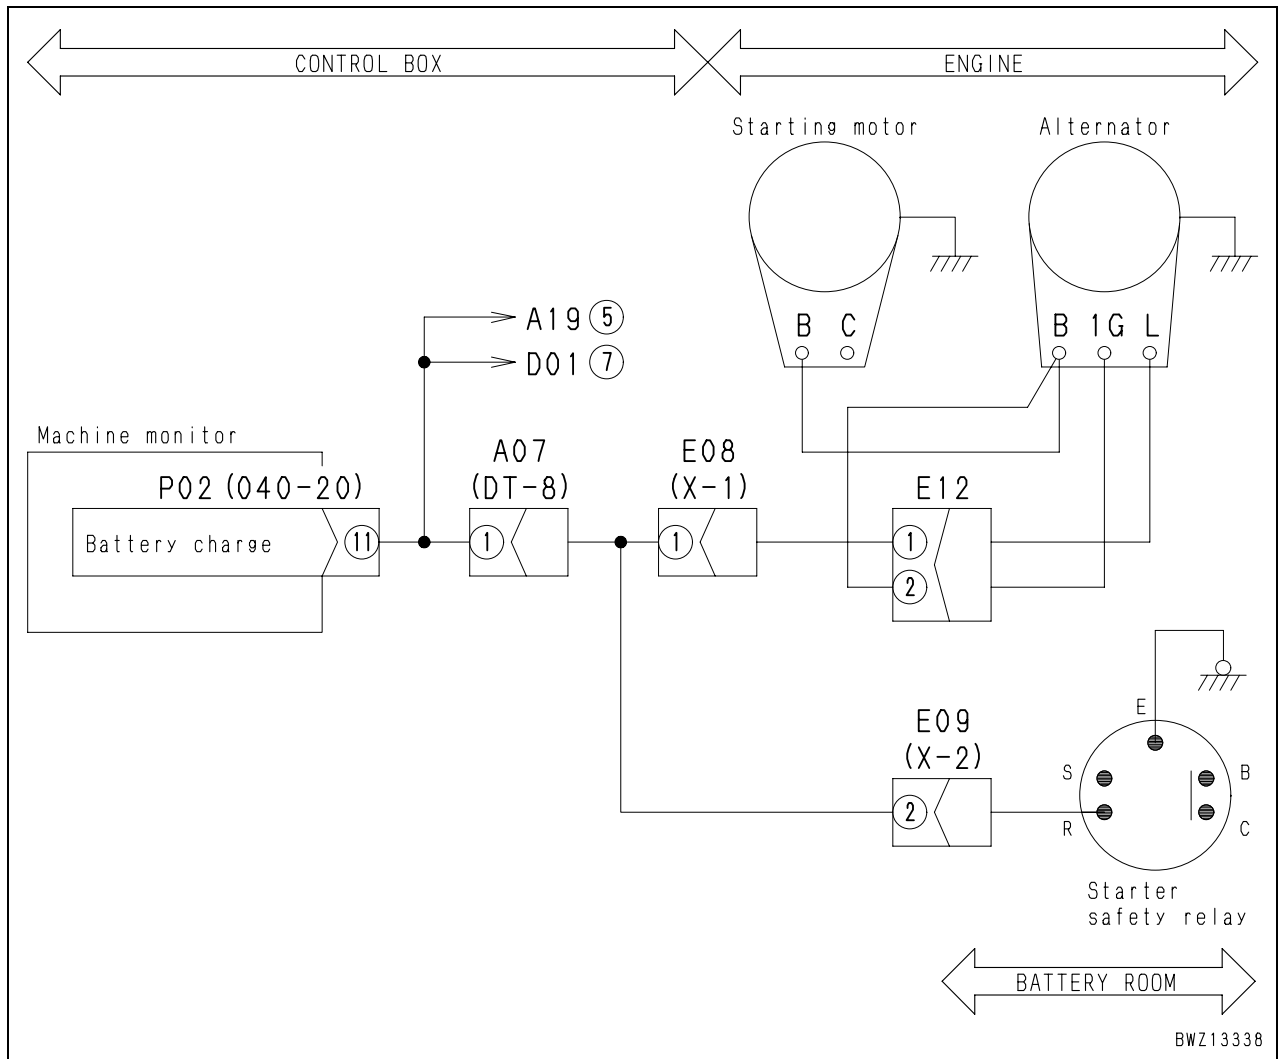 CONTROL BOX
ENGINE
Starting motor
Alternator
B C
B 1G L
A19 5
D01 7
Machine monitor
P02 (040-20)
A07
(DT-8)
E08
(X-1)
E12
Battery charge
11
1
1
1
2
E09
(X-2)
2
E
S
B
R
C
Starter
safety relay
BATTERY ROOM
BWZ13338